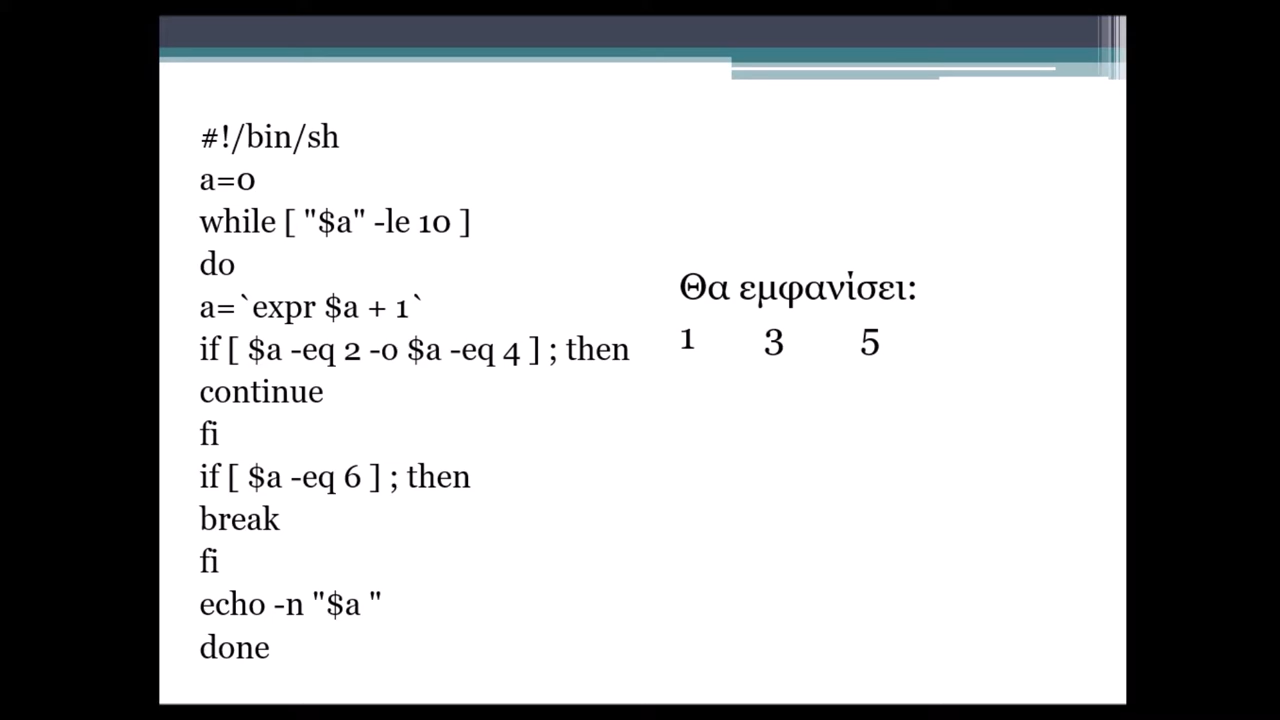 #!/bin/sh
a=0
while [ "$a" -le 10 ]
do
a=`expr $a + 1`
if [ $a -eq 2 -o $a -eq 4 ] ; then
continue
fi
if [ $a -eq 6 ] ; then
break
fi
echo -n "$a "
done
Θα εμφανίσει:
1 3 5